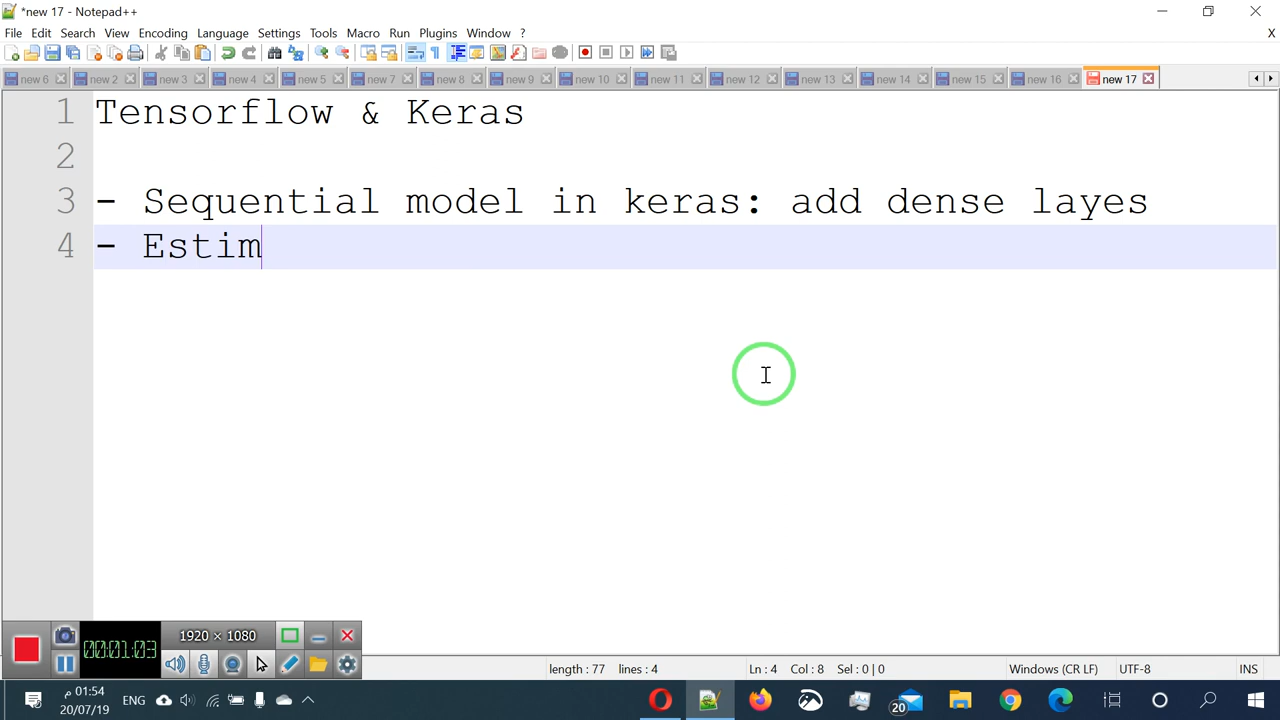 *new 17 - Notepad++
File Edit Search View Encoding Language Settings Tools Macro Run Plugins Window ? X
new 6 new 2 new 3 new 4 new 5 new 7 new 8 new 9 new 10 new 11 new 12 new 13 new 14 new 15 new 16 new 17
1 Tensorflow & Keras
2
3 - Sequential model in keras: add dense layes
4 - Estim
1920 × 1080
00:01:03
length : 77 lines : 4 Ln : 4 Col : 8 Sel : 0 | 0 Windows (CR LF) UTF-8 INS
01:54 م
20/07/19
ENG
20